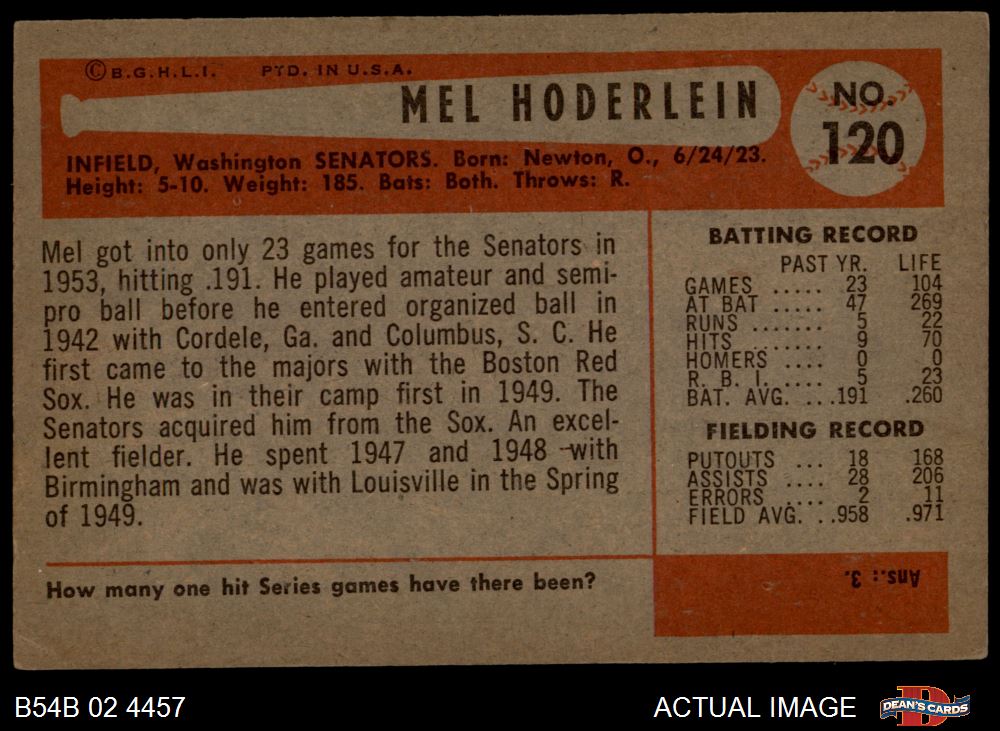 ©B.G.H.L.I. PTD. IN U.S.A.
MEL HODERLEIN
NO.
120
INFIELD, Washington SENATORS. Born: Newton, O., 6/24/23.
Height: 5-10. Weight: 185. Bats: Both. Throws: R.
Mel got into only 23 games for the Senators in
1953, hitting .191. He played amateur and semi-
pro ball before he entered organized ball in
1942 with Cordele, Ga. and Columbus, S. C. He
first came to the majors with the Boston Red
Sox. He was in their camp first in 1949. The
Senators acquired him from the Sox. An excel-
lent fielder. He spent 1947 and 1948 with
Birmingham and was with Louisville in the Spring
of 1949.
BATTING RECORD
PAST YR. LIFE
GAMES ..... 23 104
AT BAT ..... 47 269
RUNS ....... 5 22
HITS ........ 9 70
HOMERS .... 0 0
R. B. I. ..... 5 23
BAT. AVG. ...191 .260
FIELDING RECORD
PUTOUTS ... 18 168
ASSISTS .... 28 206
ERRORS .... 2 11
FIELD AVG. ..958 .971
How many one hit Series games have there been?
Ans.: 3.
B54B 02 4457
ACTUAL IMAGE
D
DEAN'S CARDS